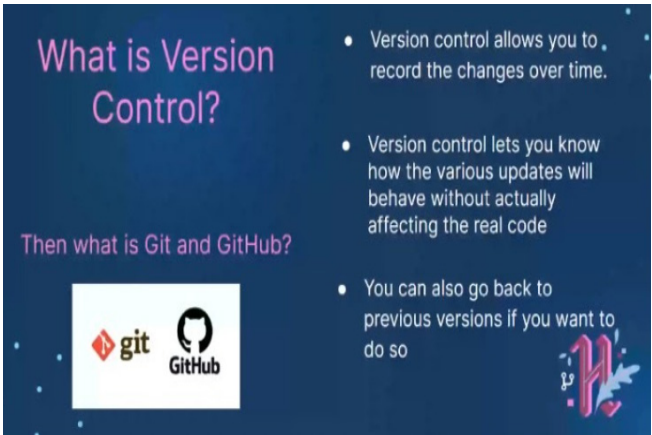 What is Version
Control?
Then what is Git and GitHub?
git
GitHub
Version control allows you to
record the changes over time.
Version control lets you know
how the various updates will
behave without actually
affecting the real code
You can also go back to
previous versions if you want to
do so
H